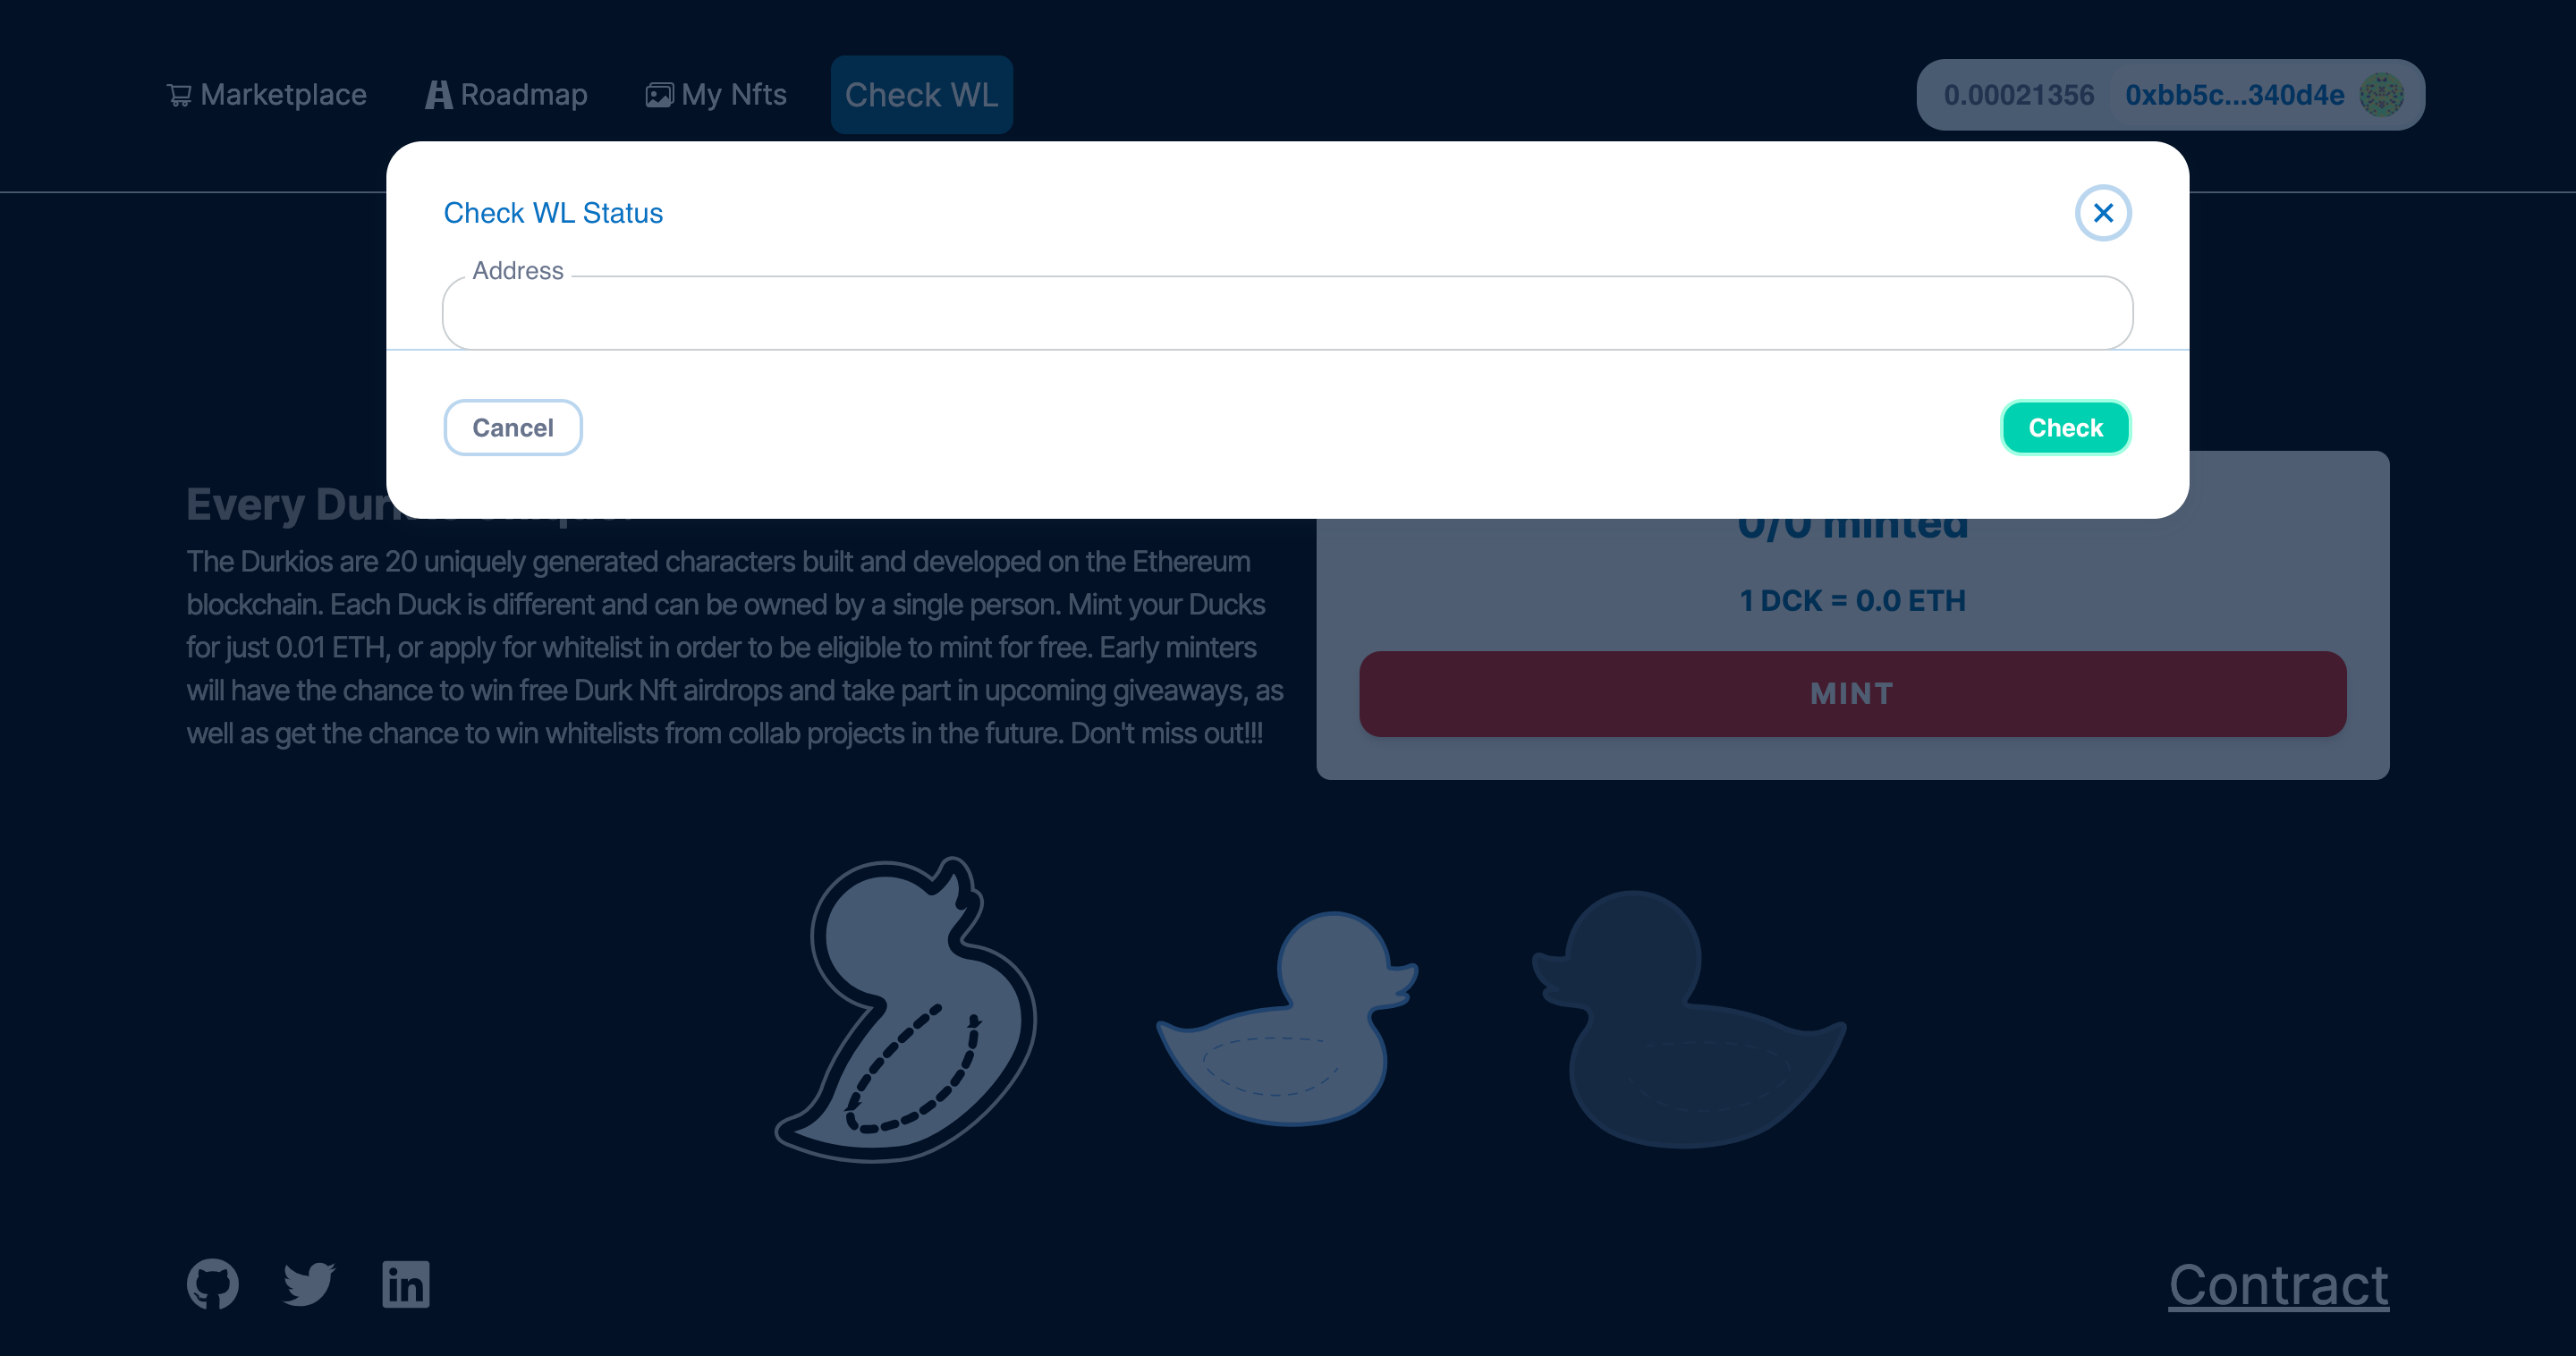 Marketplace
Roadmap
My Nfts
Check WL
0.00021356
0xbb5c...340d4e
Check WL Status
Address
Cancel
Check
Every
0/0 minted
The Durkios are 20 uniquely generated characters built and developed on the Ethereum
blockchain. Each Duck is different and can be owned by a single person. Mint your Ducks
for just 0.01 ETH, or apply for whitelist in order to be eligible to mint for free. Early minters
will have the chance to win free Durk Nft airdrops and take part in upcoming giveaways, as
well as get the chance to win whitelists from collab projects in the future. Don't miss out!!!
1 DCK = 0.0 ETH
MINT
Contract